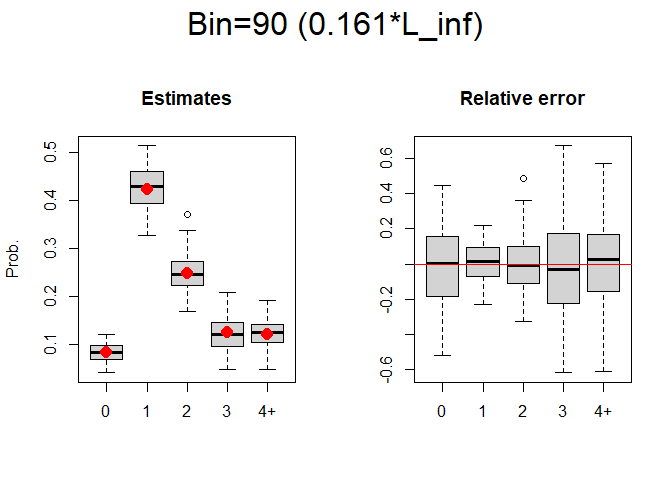 Bin=90 (0.161*L_inf)
Estimates
Prob.
0.5
0.4
0.3
0.2
0.1
0 1 2 3 4+
Relative error
0.6
0.4
0.2
-0.2
-0.6
0 1 2 3 4+